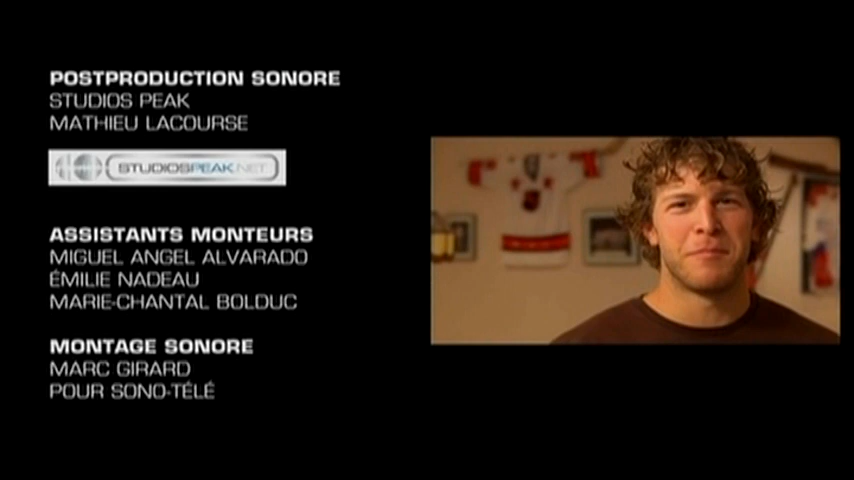 POSTPRODUCTION SONORE
STUDIOS PEAK
MATHIEU LACOURSE
STUDIOSPEAK.NET
ASSISTANTS MONTEURS
MIGUEL ANGEL ALVARADO
ÉMILIE NADEAU
MARIE-CHANTAL BOLDUC
MONTAGE SONORE
MARC GIRARD
POUR SONO-TÉLÉ